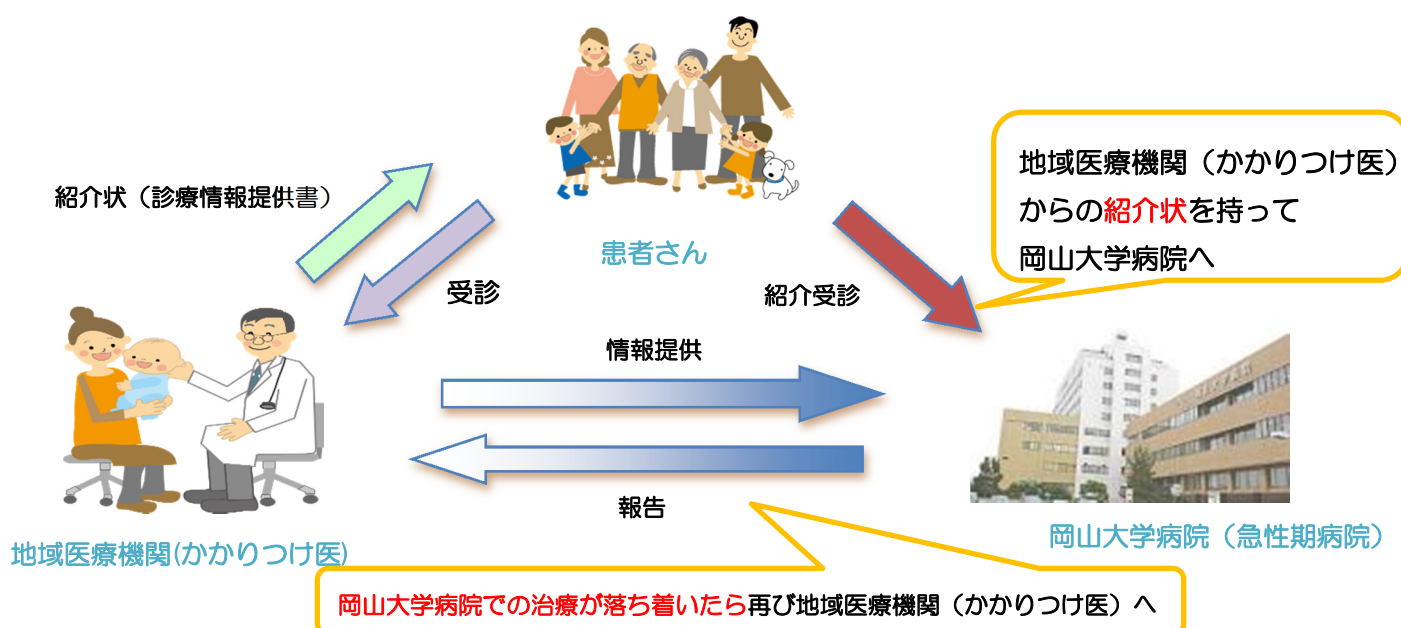 地域医療機関（かかりつけ医）
からの紹介状を持って
岡山大学病院へ
紹介状（診療情報提供書）
患者さん
受診
紹介受診
情報提供
報告
地域医療機関(かかりつけ医)
岡山大学病院（急性期病院）
岡山大学病院での治療が落ち着いたら再び地域医療機関（かかりつけ医）へ